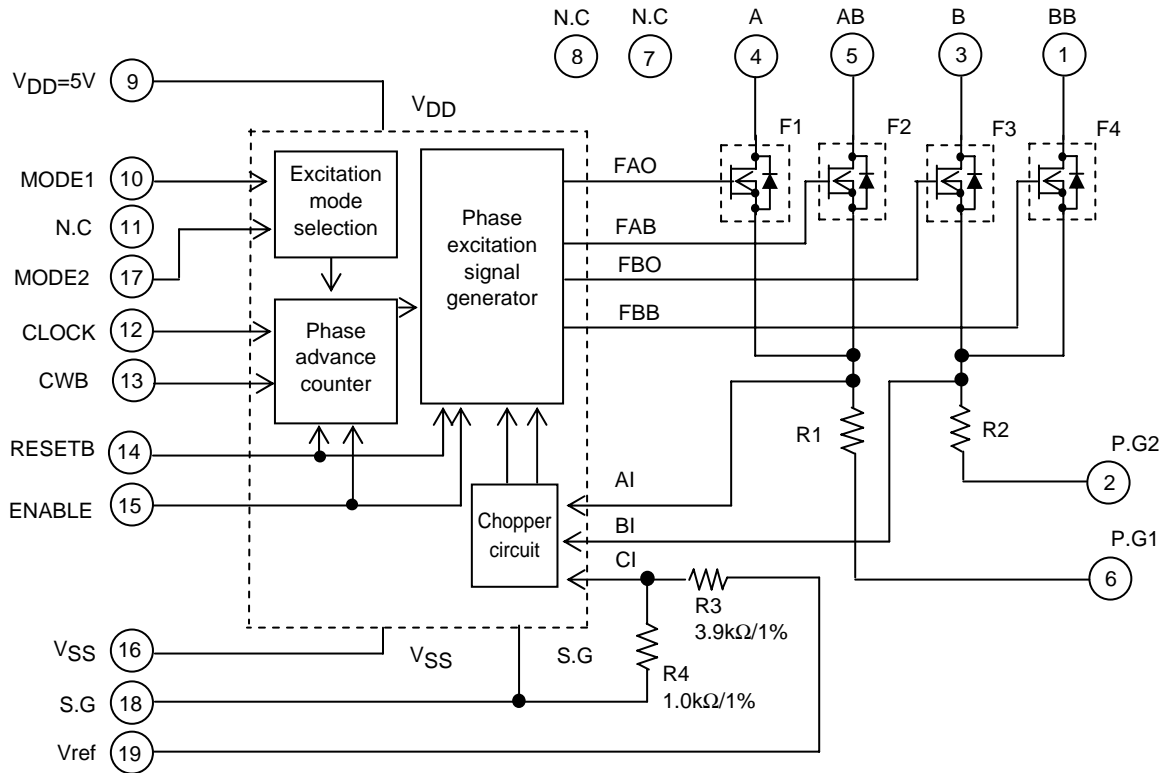 N.C
N.C
A
AB
B
BB
8
7
4
5
3
1
VDD=5V
9
VDD
F1
F2
F3
F4
MODE1
10
Excitation
mode
selection
Phase
excitation
signal
generator
FAO
N.C
11
FAB
MODE2
17
FBO
CLOCK
12
Phase
advance
counter
FBB
CWB
13
R1
R2
RESETB
14
P.G2
2
ENABLE
15
Chopper
circuit
AI
BI
CI
P.G1
6
R3
3.9kΩ/1%
VSS
16
VSS
S.G
R4
1.0kΩ/1%
S.G
18
Vref
19